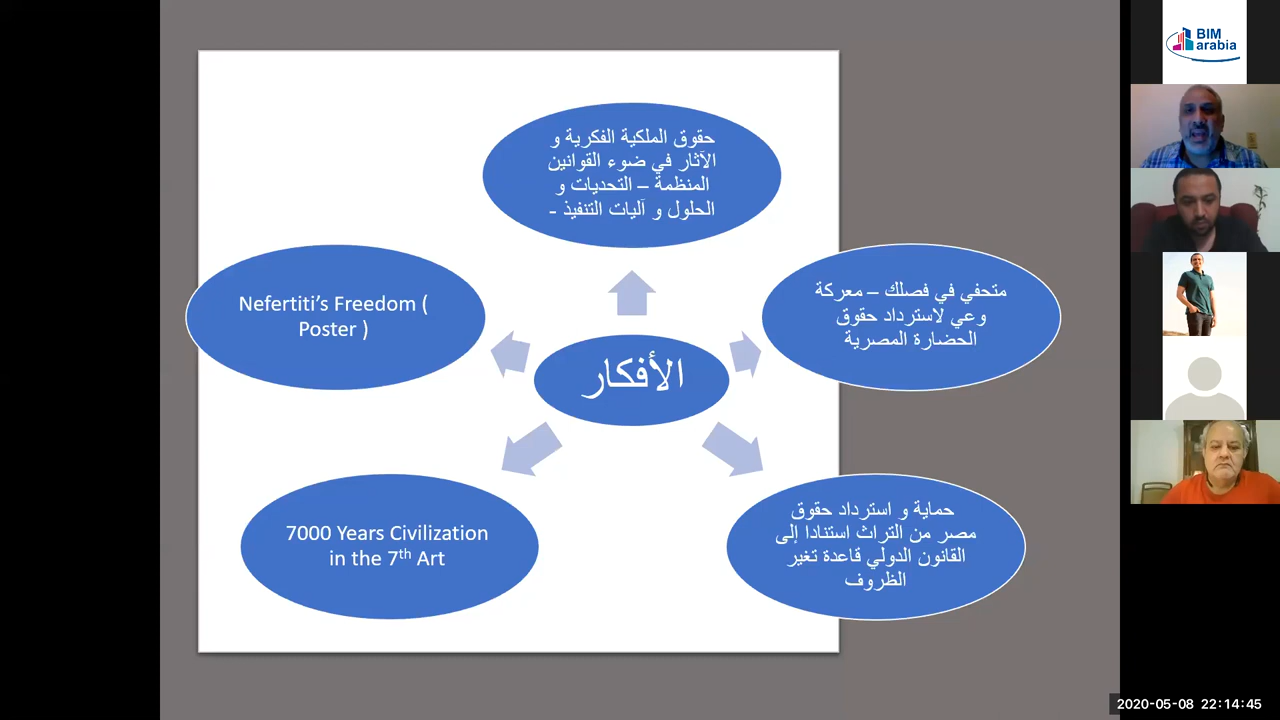 حقوق الملكية الفكرية و
الآثار في ضوء القوانين
المنظمة – التحديات و
الحلول و آليات التنفيذ -
متحفي في فصلك – معركة
وعي لاسترداد حقوق
الحضارة المصرية
Nefertiti’s Freedom (
Poster )
الأفكار
حماية و استرداد حقوق
مصر من التراث استنادا إلى
القانون الدولي قاعدة تغير
الظروف
7000 Years Civilization
in the 7th Art
BIM
arabia
2020-05-08 22:14:45